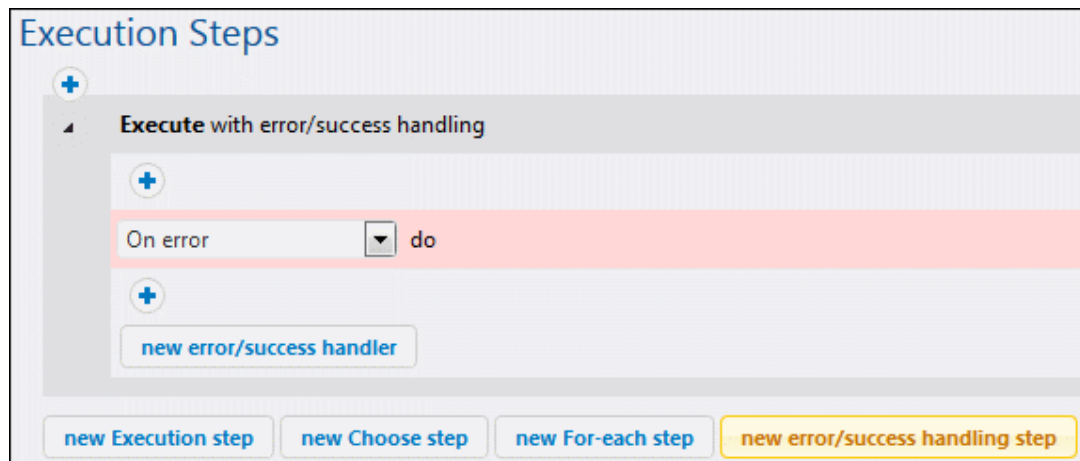 Execution Steps
Execute with error/success handling
On error do
new error/success handler
new Execution step new Choose step new For-each step new error/success handling step